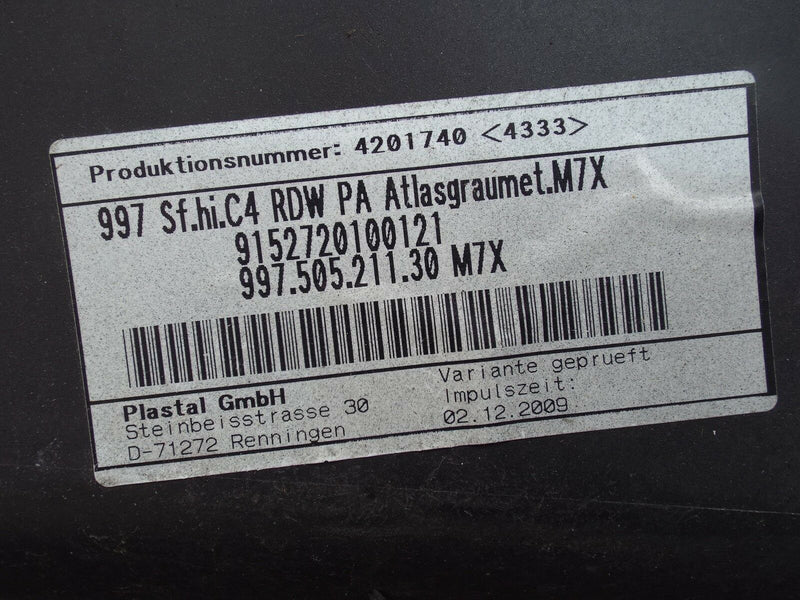 Produktionsnummer: 4201740 <4333>
997 Sf.hi.C4 RDW PA Atlasgraumet.M7X
9152720100121
997.505.211.30 M7X
Plastal GmbH
Steinbeisstrasse 30
D-71272 Renningen
Variante geprueft
Impulszeit:
02.12.2009